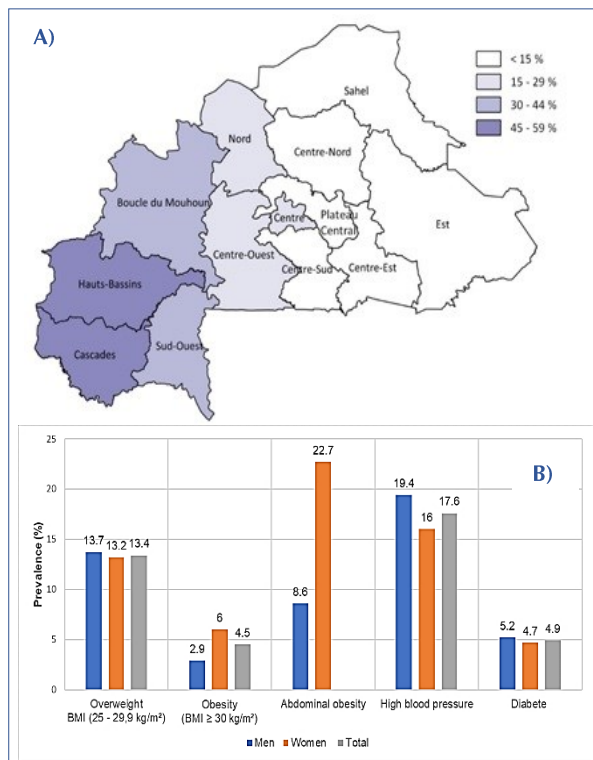 A)
< 15 %
15 - 29 %
30 - 44 %
45 - 59 %
Sahel
Nord
Centre-Nord
Boucle du Mouhoun
Centre
Plateau
Central
Est
Centre-Ouest
Hauts-Bassins
Centre-Sud
Centre-Est
Cascades
Sud-Ouest
B)
Prevalence (%)
25
20
15
10
5
0
13.7
13.2
13.4
2.9
6
4.5
8.6
22.7
19.4
16
17.6
5.2
4.7
4.9
Overweight
BMI (25 - 29,9 kg/m²)
Obesity
(BMI ≥ 30 kg/m²)
Abdominal obesity
High blood pressure
Diabete
Men
Women
Total